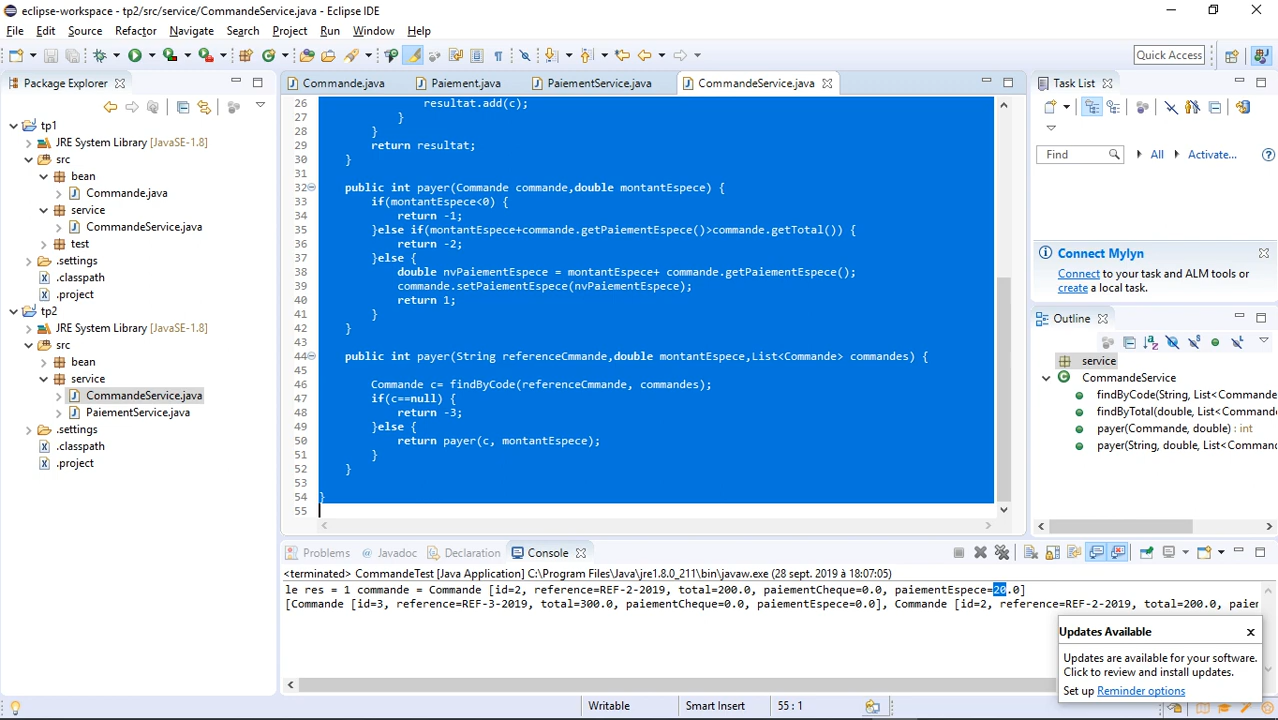 eclipse-workspace - tp2/src/service/CommandeService.java - Eclipse IDE
File Edit Source Refactor Navigate Search Project Run Window Help
Quick Access
Package Explorer
tp1
JRE System Library [JavaSE-1.8]
src
bean
Commande.java
service
CommandeService.java
test
.settings
.classpath
.project
tp2
JRE System Library [JavaSE-1.8]
src
bean
service
CommandeService.java
PaiementService.java
.settings
.classpath
.project
Commande.java Paiement.java PaiementService.java CommandeService.java
26 resultat.add(c);
27 }
28 }
29 return resultat;
30 }
31
32 public int payer(Commande commande,double montantEspece) {
33 if(montantEspece<0) {
34 return -1;
35 }else if(montantEspece+commande.getPaiementEspece()>commande.getTotal()) {
36 return -2;
37 }else {
38 double nvPaiementEspece = montantEspece+ commande.getPaiementEspece();
39 commande.setPaiementEspece(nvPaiementEspece);
40 return 1;
41 }
42 }
43
44 public int payer(String referenceCmmande,double montantEspece,List<Commande> commandes) {
45
46 Commande c= findByCode(referenceCmmande, commandes);
47 if(c==null) {
48 return -3;
49 }else {
50 return payer(c, montantEspece);
51 }
52 }
53
54 }
55
Task List
Find All Activate...
Connect Mylyn
Connect to your task and ALM tools or
create a local task.
Outline
service
CommandeService
findByCode(String, List<Commande
findByTotal(double, List<Commande
payer(Commande, double) : int
payer(String, double, List<Command
Problems Javadoc Declaration Console
<terminated> CommandeTest [Java Application] C:\Program Files\Java\jre1.8.0_211\bin\javaw.exe (28 sept. 2019 à 18:07:05)
le res = 1 commande = Commande [id=2, reference=REF-2-2019, total=200.0, paiementCheque=0.0, paiementEspece=20.0]
[Commande [id=3, reference=REF-3-2019, total=300.0, paiementCheque=0.0, paiementEspece=0.0], Commande [id=2, reference=REF-2-2019, total=200.0, paiem
Updates Available
Updates are available for your software.
Click to review and install updates.
Set up Reminder options
Writable Smart Insert 55 : 1